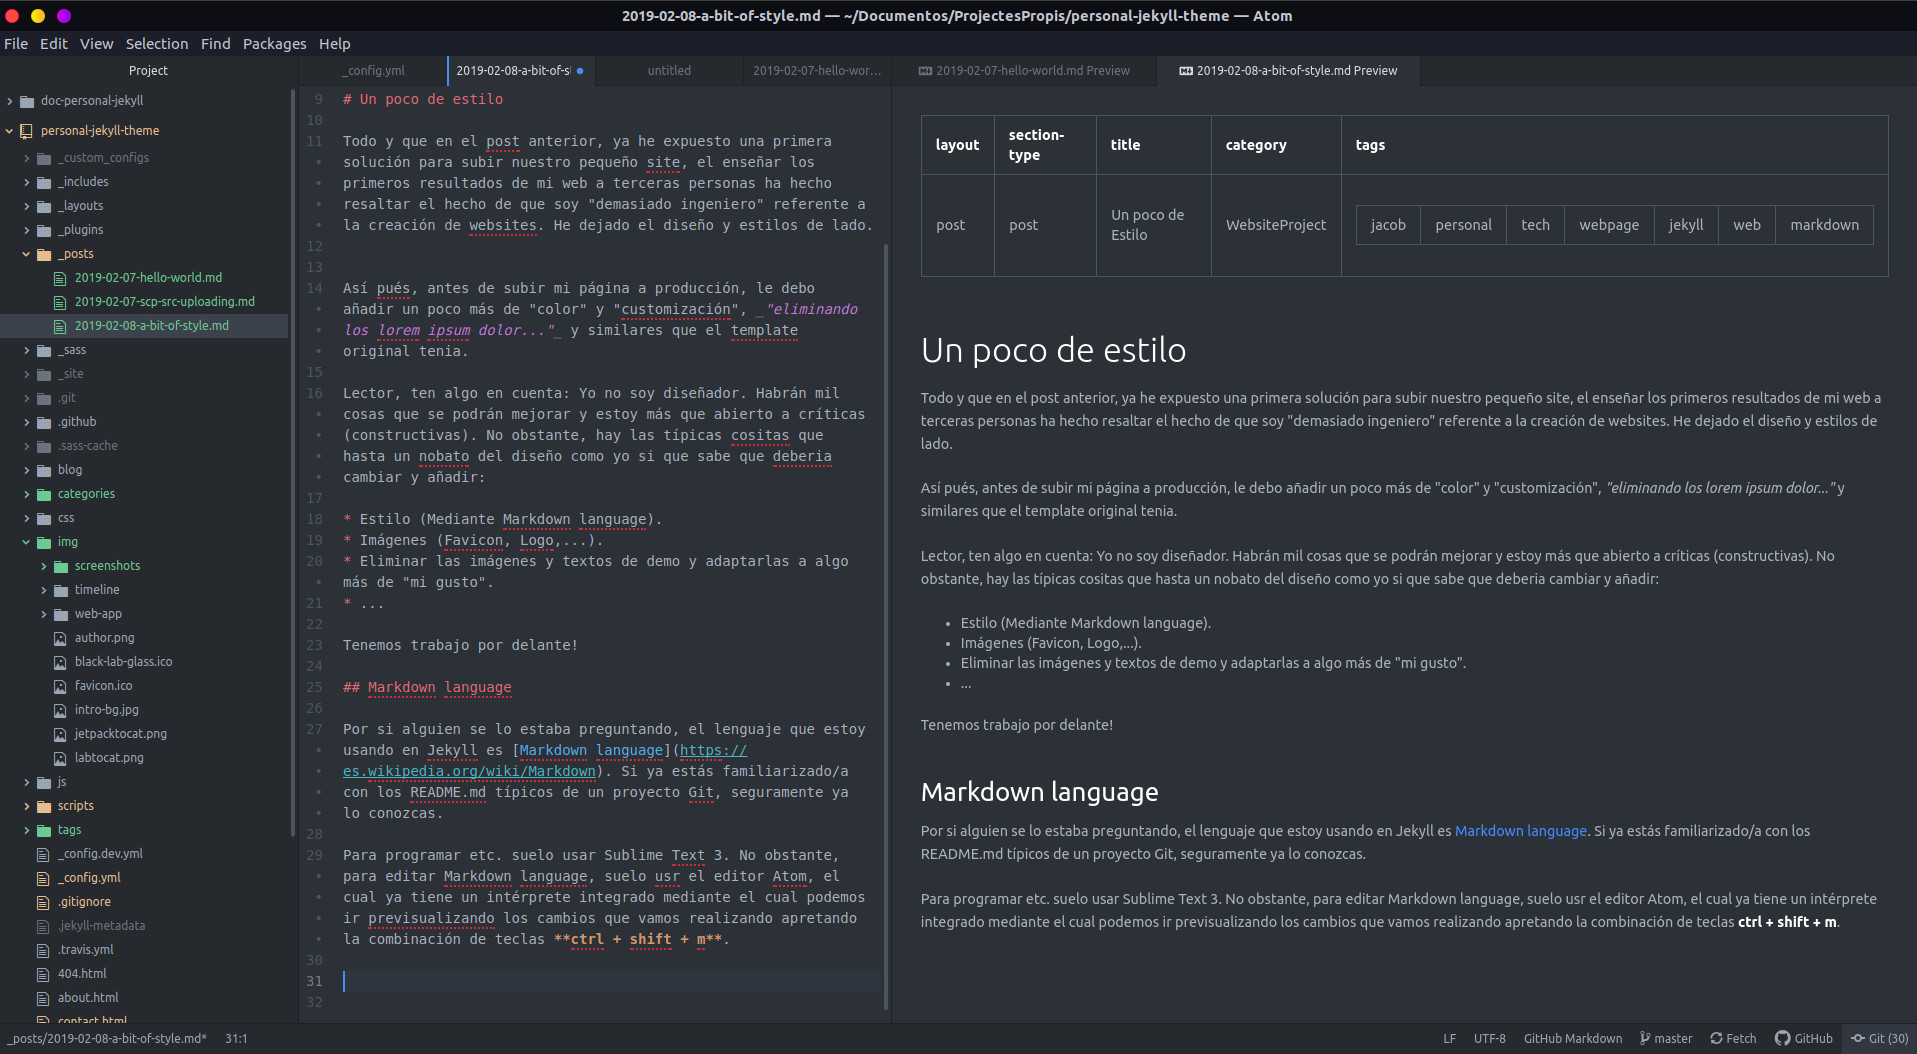 2019-02-08-a-bit-of-style.md — ~/Documentos/ProjectesPropis/personal-jekyll-theme — Atom
File Edit View Selection Find Packages Help
Project
doc-personal-jekyll
personal-jekyll-theme
_custom_configs
_includes
_layouts
_plugins
_posts
2019-02-07-hello-world.md
2019-02-07-scp-src-uploading.md
2019-02-08-a-bit-of-style.md
_sass
_site
.git
.github
.sass-cache
blog
categories
css
img
screenshots
timeline
web-app
author.png
black-lab-glass.ico
favicon.ico
intro-bg.jpg
jetpacktocat.png
labtocat.png
js
scripts
tags
_config.dev.yml
_config.yml
.gitignore
.jekyll-metadata
.travis.yml
404.html
about.html
contact.html
_config.yml
2019-02-08-a-bit-of-st
untitled
2019-02-07-hello-wor...
9 # Un poco de estilo
10
11 Todo y que en el post anterior, ya he expuesto una primera
• solución para subir nuestro pequeño site, el enseñar los
• primeros resultados de mi web a terceras personas ha hecho
• resaltar el hecho de que soy "demasiado ingeniero" referente a
• la creación de websites. He dejado el diseño y estilos de lado.
12
13
14 Así pués, antes de subir mi página a producción, le debo
• añadir un poco más de "color" y "customización", _"eliminando
• los lorem ipsum dolor..."_ y similares que el template
• original tenia.
15
16 Lector, ten algo en cuenta: Yo no soy diseñador. Habrán mil
• cosas que se podrán mejorar y estoy más que abierto a críticas
• (constructivas). No obstante, hay las típicas cositas que
• hasta un nobato del diseño como yo si que sabe que deberia
• cambiar y añadir:
17
18 * Estilo (Mediante Markdown language).
19 * Imágenes (Favicon, Logo,...).
20 * Eliminar las imágenes y textos de demo y adaptarlas a algo
• más de "mi gusto".
21 * ...
22
23 Tenemos trabajo por delante!
24
25 ## Markdown language
26
27 Por si alguien se lo estaba preguntando, el lenguaje que estoy
• usando en Jekyll es [Markdown language](https://
• es.wikipedia.org/wiki/Markdown). Si ya estás familiarizado/a
• con los README.md típicos de un proyecto Git, seguramente ya
• lo conozcas.
28
29 Para programar etc. suelo usar Sublime Text 3. No obstante,
• para editar Markdown language, suelo usr el editor Atom, el
• cual ya tiene un intérprete integrado mediante el cual podemos
• ir previsualizando los cambios que vamos realizando apretando
• la combinación de teclas **ctrl + shift + m**.
30
31
32
2019-02-07-hello-world.md Preview
2019-02-08-a-bit-of-style.md Preview
layout section-type title category tags
post post Un poco de Estilo WebsiteProject jacob personal tech webpage jekyll web markdown
Un poco de estilo
Todo y que en el post anterior, ya he expuesto una primera solución para subir nuestro pequeño site, el enseñar los primeros resultados de mi web a
terceras personas ha hecho resaltar el hecho de que soy "demasiado ingeniero" referente a la creación de websites. He dejado el diseño y estilos de
lado.
Así pués, antes de subir mi página a producción, le debo añadir un poco más de "color" y "customización", "eliminando los lorem ipsum dolor..." y
similares que el template original tenia.
Lector, ten algo en cuenta: Yo no soy diseñador. Habrán mil cosas que se podrán mejorar y estoy más que abierto a críticas (constructivas). No
obstante, hay las típicas cositas que hasta un nobato del diseño como yo si que sabe que deberia cambiar y añadir:
• Estilo (Mediante Markdown language).
• Imágenes (Favicon, Logo,...).
• Eliminar las imágenes y textos de demo y adaptarlas a algo más de "mi gusto".
• ...
Tenemos trabajo por delante!
Markdown language
Por si alguien se lo estaba preguntando, el lenguaje que estoy usando en Jekyll es Markdown language. Si ya estás familiarizado/a con los
README.md típicos de un proyecto Git, seguramente ya lo conozcas.
Para programar etc. suelo usar Sublime Text 3. No obstante, para editar Markdown language, suelo usr el editor Atom, el cual ya tiene un intérprete
integrado mediante el cual podemos ir previsualizando los cambios que vamos realizando apretando la combinación de teclas ctrl + shift + m.
_posts/2019-02-08-a-bit-of-style.md* 31:1
LF UTF-8 GitHub Markdown master Fetch GitHub Git (30)